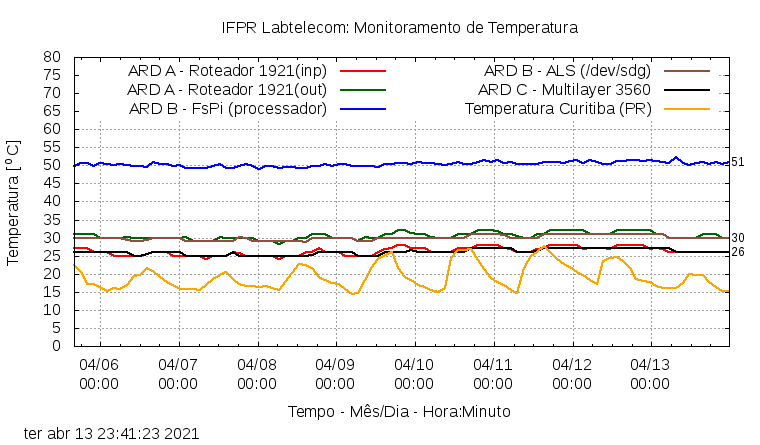 IFPR Labtelecom: Monitoramento de Temperatura
80
75
70
65
60
55
50
45
40
35
30
25
20
15
10
5
0
Temperatura [ºC]
ARD A - Roteador 1921(inp)
ARD A - Roteador 1921(out)
ARD B - FsPi (processador)
ARD B - ALS (/dev/sdg)
ARD C - Multilayer 3560
Temperatura Curitiba (PR)
51
30
26
04/06 04/07 04/08 04/09 04/10 04/11 04/12 04/13
00:00 00:00 00:00 00:00 00:00 00:00 00:00 00:00
Tempo - Mês/Dia - Hora:Minuto
ter abr 13 23:41:23 2021